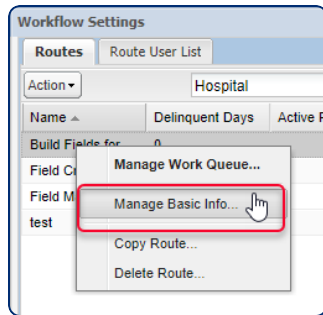 Workflow Settings
Routes Route User List
Action Hospital
Name Delinquent Days Active
Build Fields for 0
Field
Field
test
Manage Work Queue...
Manage Basic Info...
Copy Route...
Delete Route...